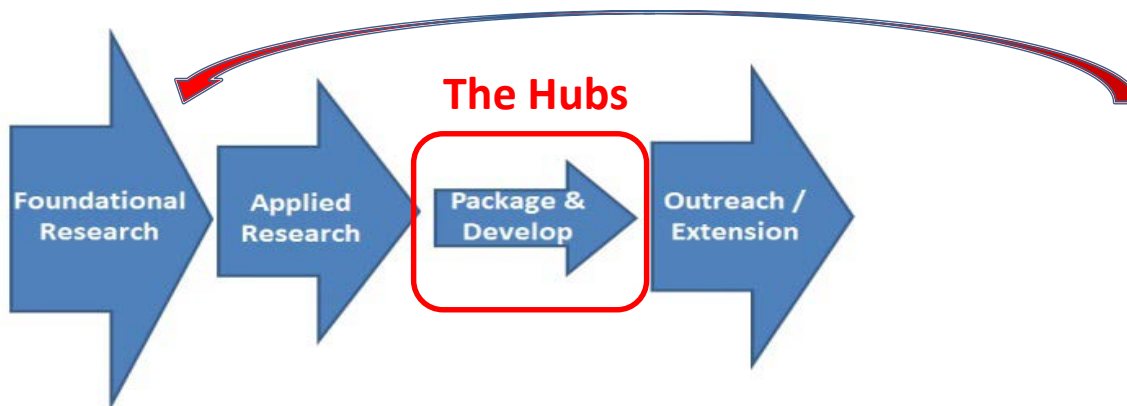 The Hubs
Foundational
Research
Applied
Research
Package &
Develop
Outreach /
Extension